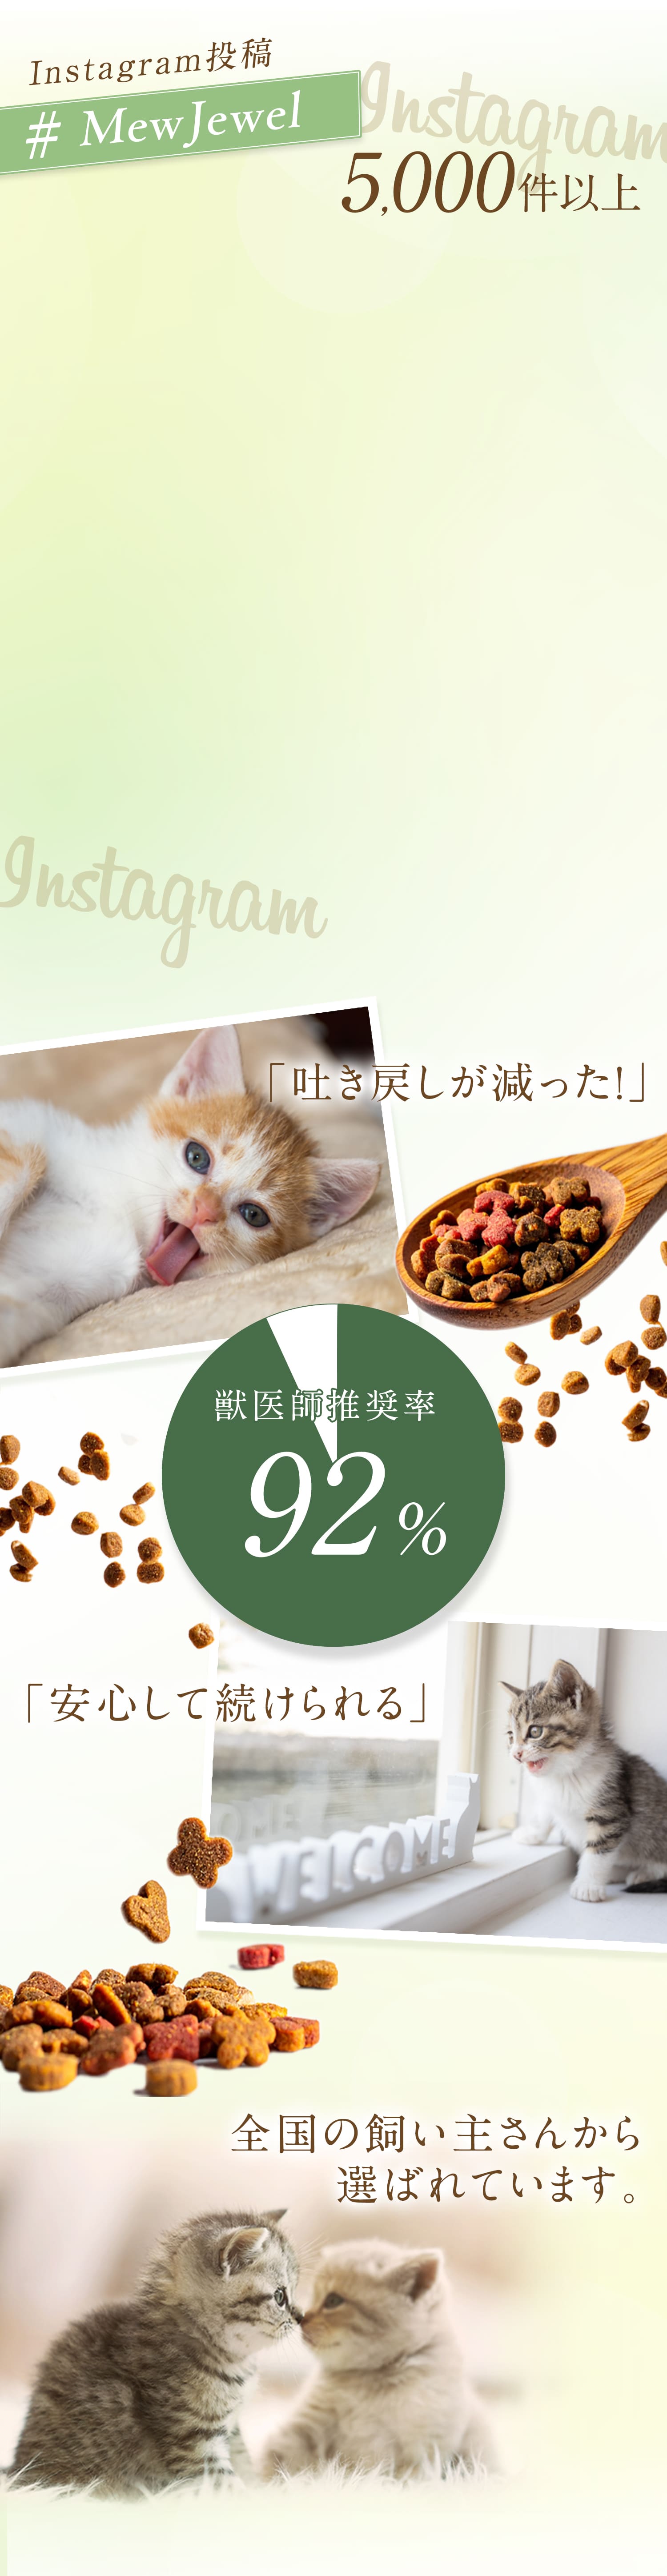 Instagram投稿
# MewJewel
Instagram
5,000件以上
Instagram
「吐き戻しが減った!」
獣医師推奨率
92%
「安心して続けられる」
WELCOME
全国の飼い主さんから
選ばれています。